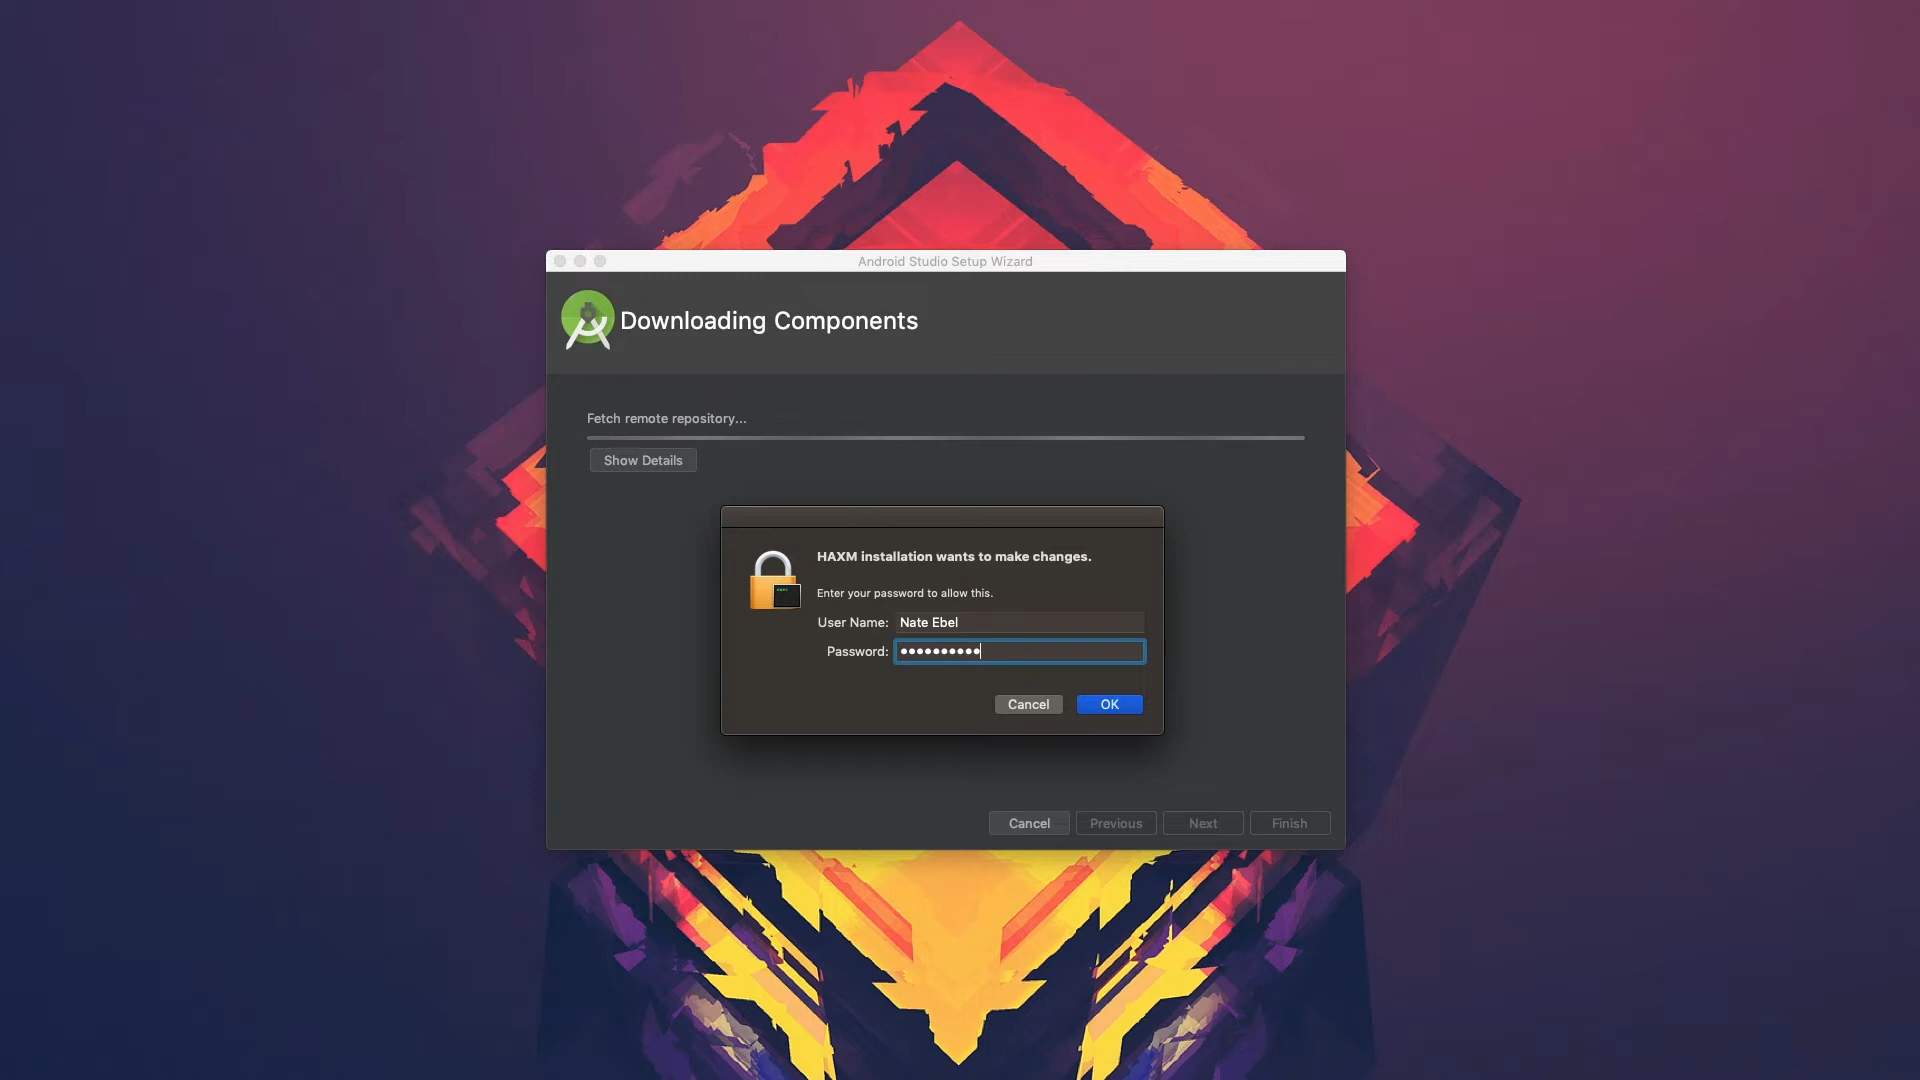 Android Studio Setup Wizard
Downloading Components
Fetch remote repository...
Show Details
HAXM installation wants to make changes.
Enter your password to allow this.
User Name: Nate Ebel
Password: ••••••••••
Cancel OK
Cancel Previous Next Finish